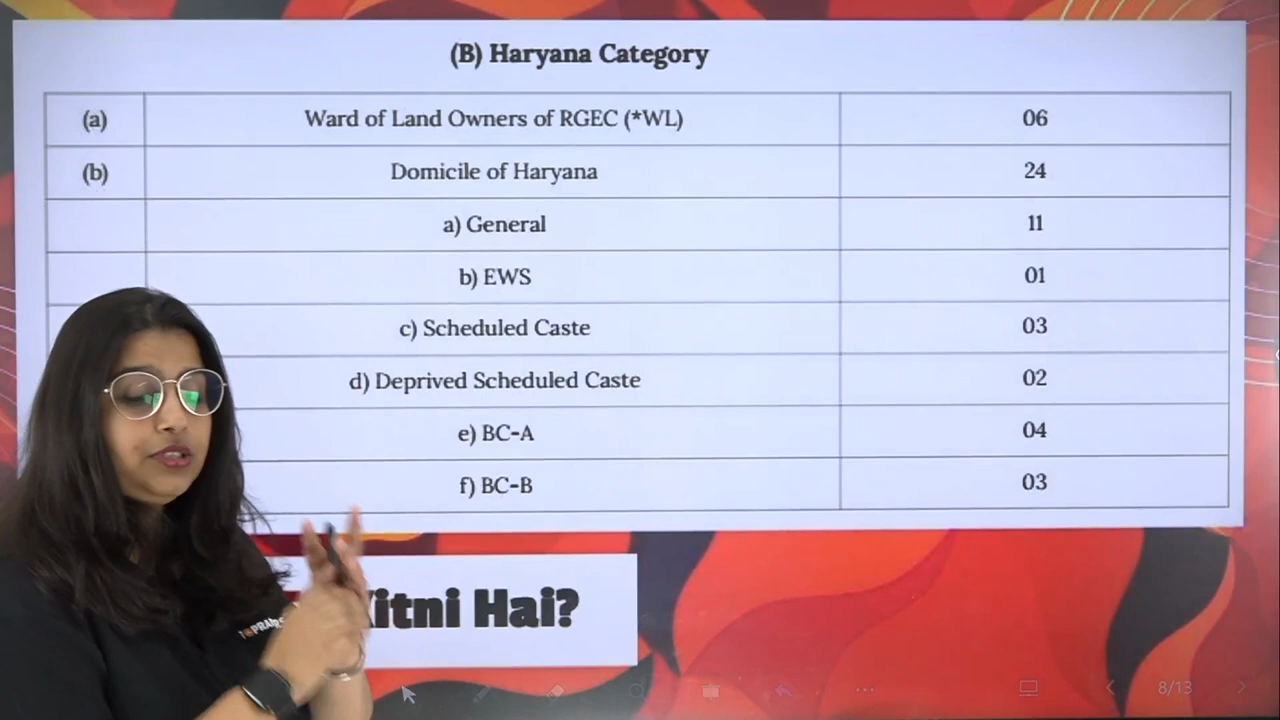 (B) Haryana Category
(a) Ward of Land Owners of RGEC (*WL) 06
(b) Domicile of Haryana 24
a) General 11
b) EWS 01
c) Scheduled Caste 03
d) Deprived Scheduled Caste 02
e) BC-A 04
f) BC-B 03
Hai?
8/13